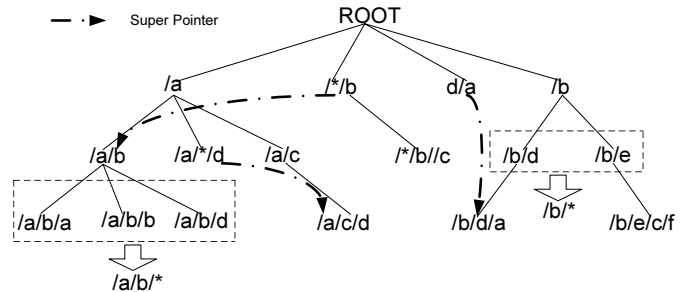 ROOT
Super Pointer
/a /*/b d/a /b
/a/b /a/*/d /a/c /*/b//c /b/d /b/e
/a/b/a /a/b/b /a/b/d /a/c/d /b/d/a /b/* /b/e/c/f
/a/b/*